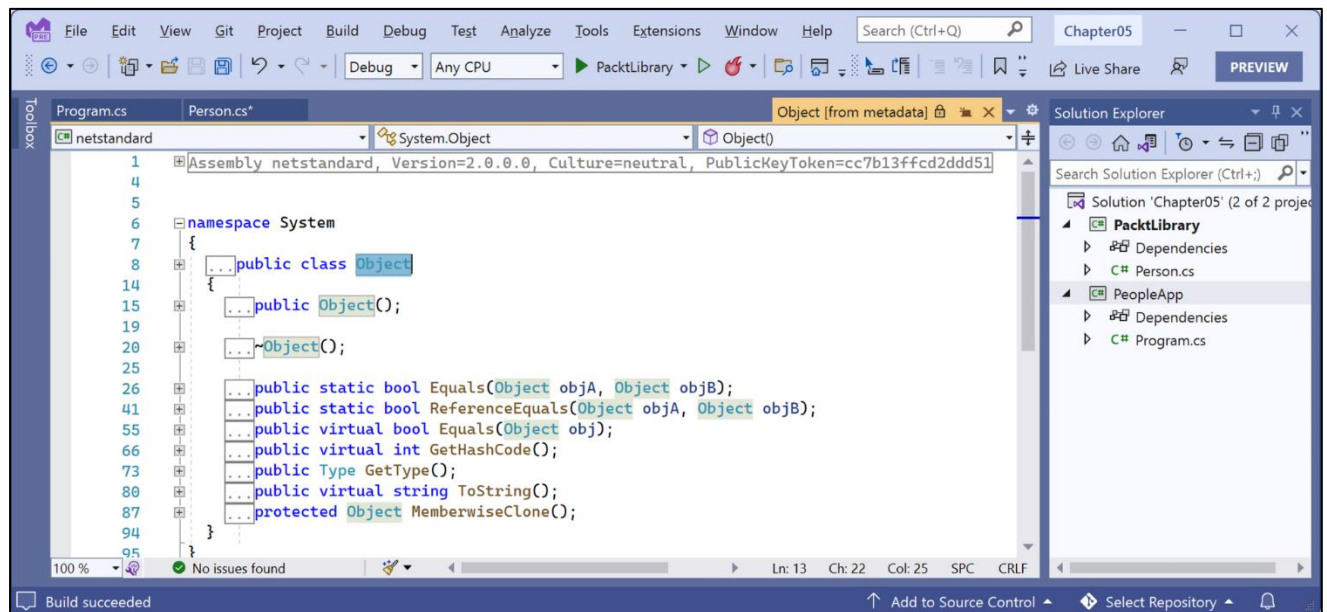 File Edit View Git Project Build Debug Test Analyze Tools Extensions Window Help Search (Ctrl+Q) Chapter05
Debug Any CPU PacktLibrary Live Share PREVIEW
Toolbox
Program.cs Person.cs* Object [from metadata]
netstandard System.Object Object()
1 Assembly netstandard, Version=2.0.0.0, Culture=neutral, PublicKeyToken=cc7b13ffcd2ddd51
4
5
6 namespace System
7 {
8 ...public class Object
14 {
15 ...public Object();
19
20 ...~Object();
25
26 ...public static bool Equals(Object objA, Object objB);
41 ...public static bool ReferenceEquals(Object objA, Object objB);
55 ...public virtual bool Equals(Object obj);
66 ...public virtual int GetHashCode();
73 ...public Type GetType();
80 ...public virtual string ToString();
87 ...protected Object MemberwiseClone();
94 }
95 }
100 % No issues found Ln: 13 Ch: 22 Col: 25 SPC CRLF
Solution Explorer
Search Solution Explorer (Ctrl+;)
Solution 'Chapter05' (2 of 2 projec
C# PacktLibrary
Dependencies
C# Person.cs
C# PeopleApp
Dependencies
C# Program.cs
Build succeeded Add to Source Control Select Repository